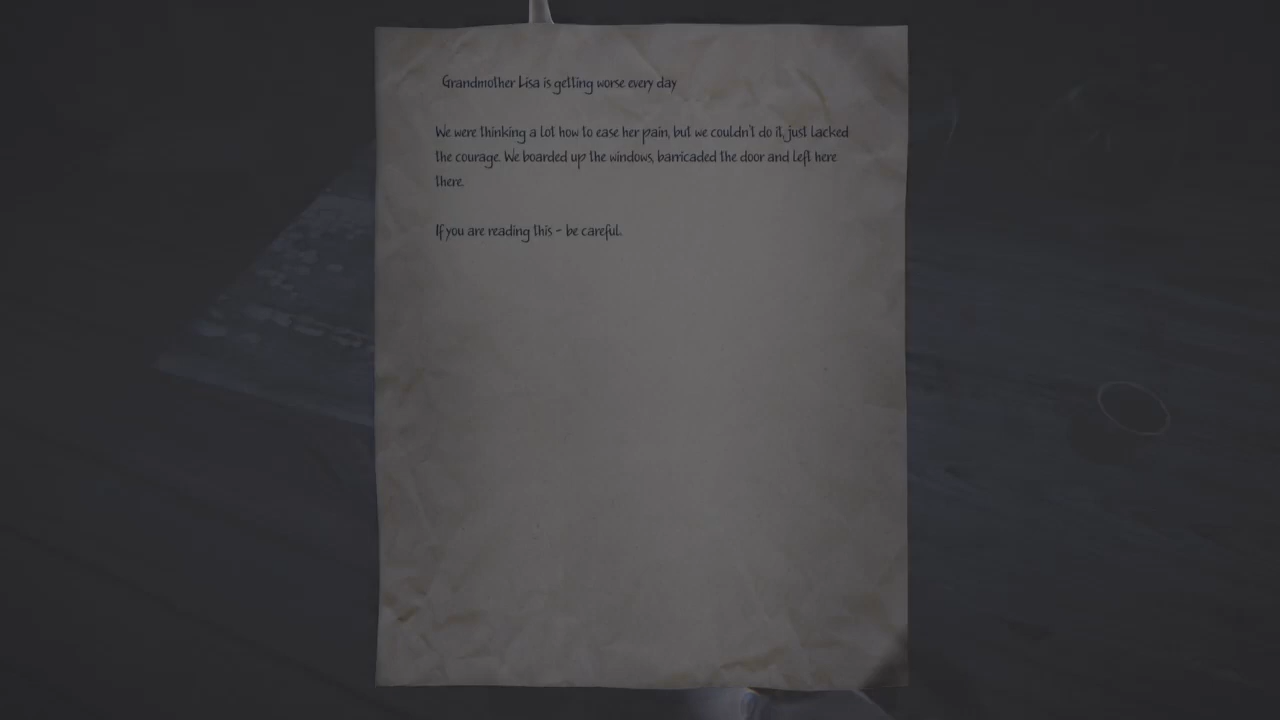 Grandmother Lisa is getting worse every day
We were thinking a lot how to ease her pain, but we couldn't do it, just lacked
the courage. We boarded up the windows, barricaded the door and left here
there.
If you are reading this - be careful.